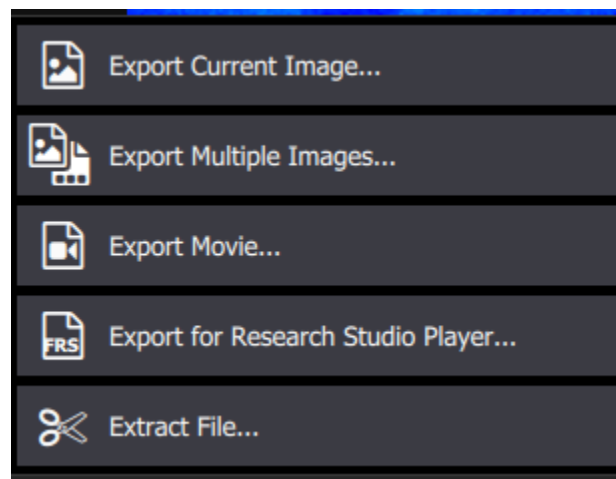 Export Current Image...
Export Multiple Images...
Export Movie...
FRS
Export for Research Studio Player...
Extract File...